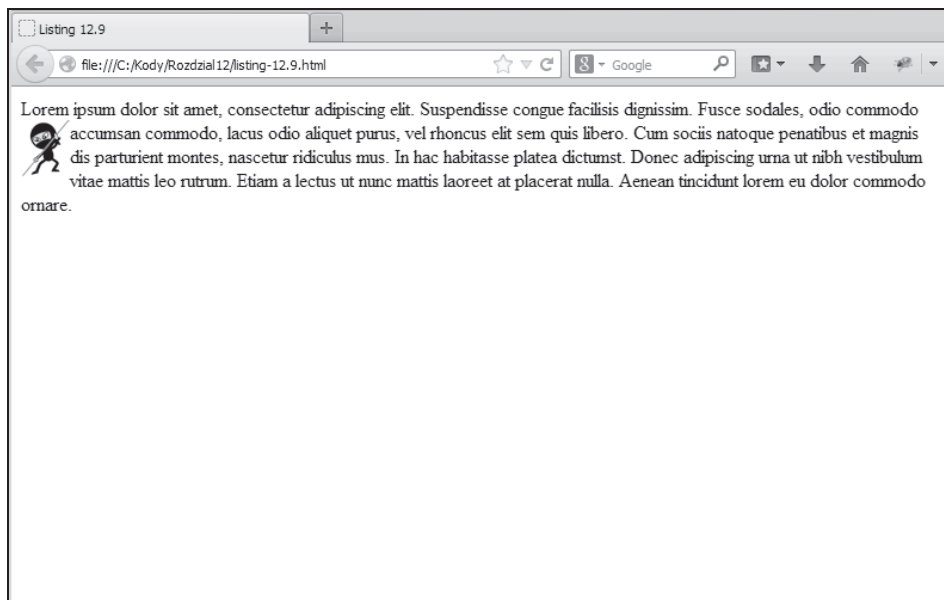 Listing 12.9
file:///C:/Kody/Rozdzial12/listing-12.9.html
8 Google
Lorem ipsum dolor sit amet, consectetur adipiscing elit. Suspendisse congue facilisis dignissim. Fusce sodales, odio commodo
accumsan commodo, lacus odio aliquet purus, vel rhoncus elit sem quis libero. Cum sociis natoque penatibus et magnis
dis parturient montes, nascetur ridiculus mus. In hac habitasse platea dictumst. Donec adipiscing urna ut nibh vestibulum
vitae mattis leo rutrum. Etiam a lectus ut nunc mattis laoreet at placerat nulla. Aenean tincidunt lorem eu dolor commodo
ornare.